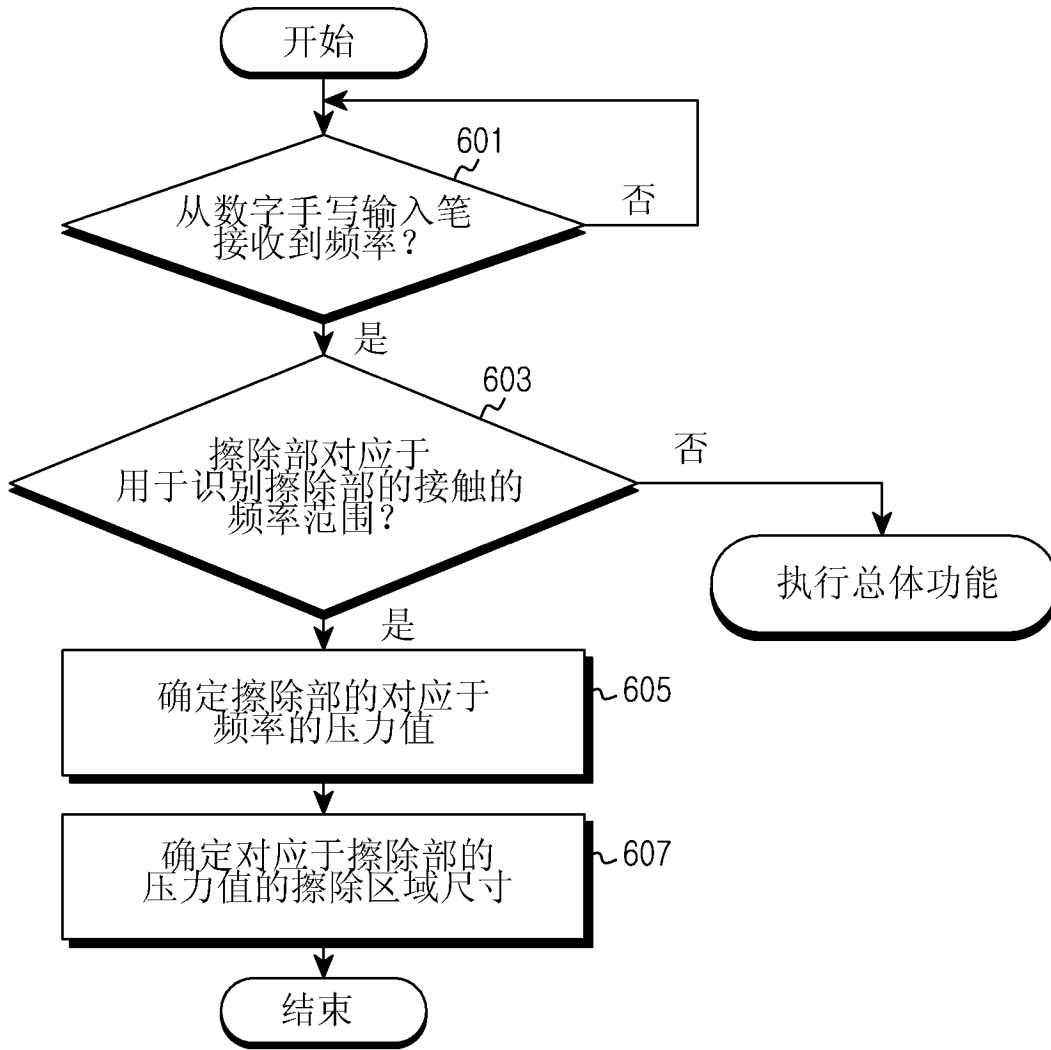 开始
601
从数字手写输入笔
接收到频率？
否
是
603
擦除部对应于
用于识别擦除部的接触的
频率范围？
否
执行总体功能
是
确定擦除部的对应于
频率的压力值
605
确定对应于擦除部的
压力值的擦除区域尺寸
607
结束